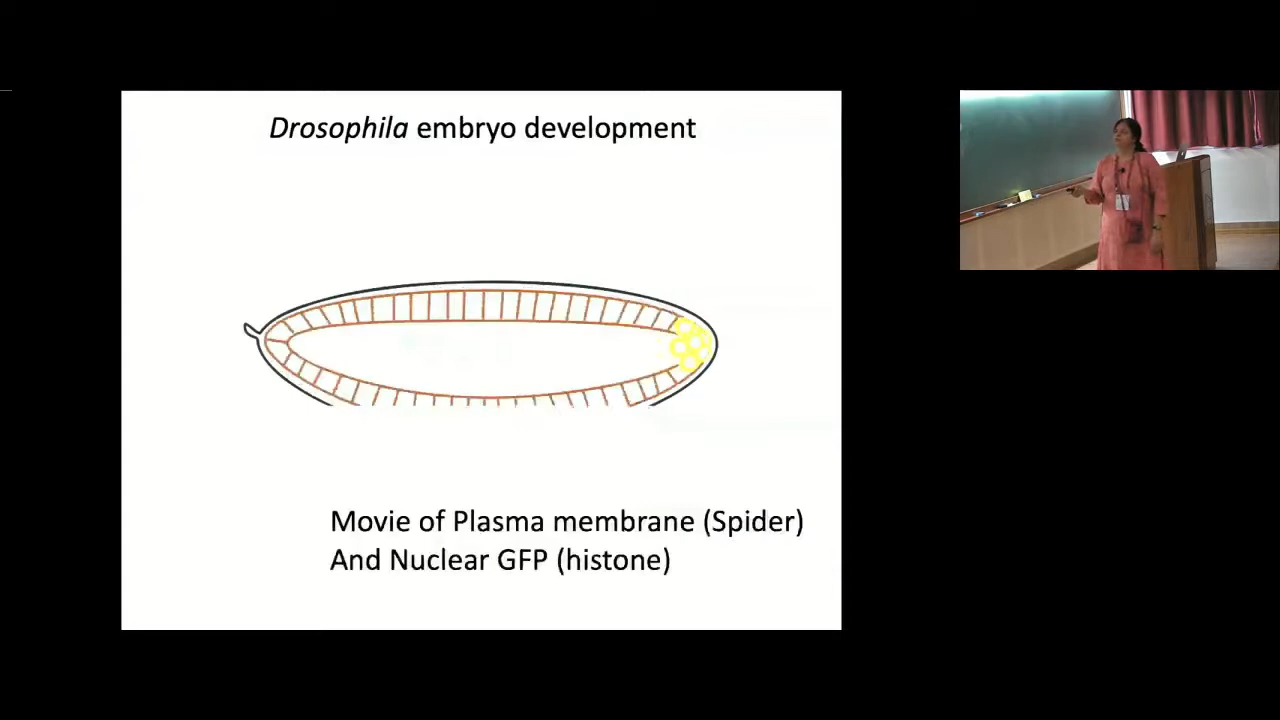 Drosophila embryo development
Movie of Plasma membrane (Spider)
And Nuclear GFP (histone)